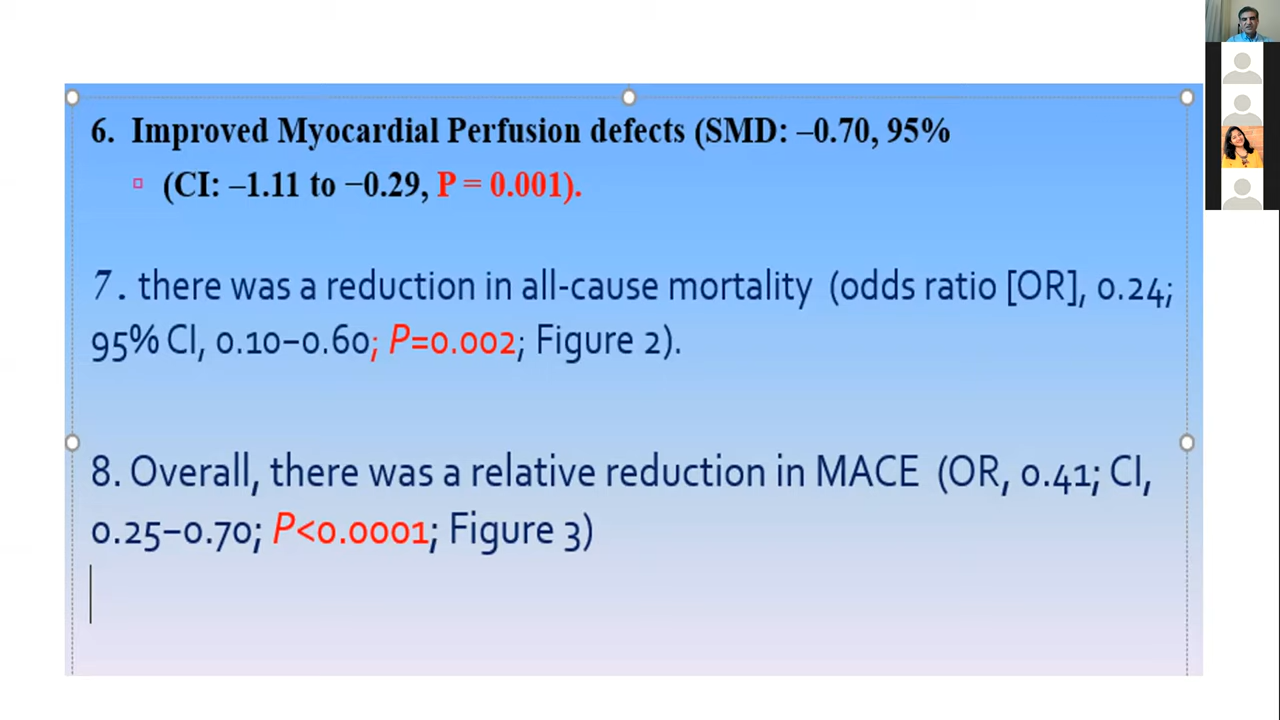 6. Improved Myocardial Perfusion defects (SMD: –0.70, 95%
(CI: –1.11 to −0.29, P = 0.001).
7. there was a reduction in all-cause mortality (odds ratio [OR], 0.24;
95% CI, 0.10–0.60; P=0.002; Figure 2).
8. Overall, there was a relative reduction in MACE (OR, 0.41; CI,
0.25–0.70; P<0.0001; Figure 3)